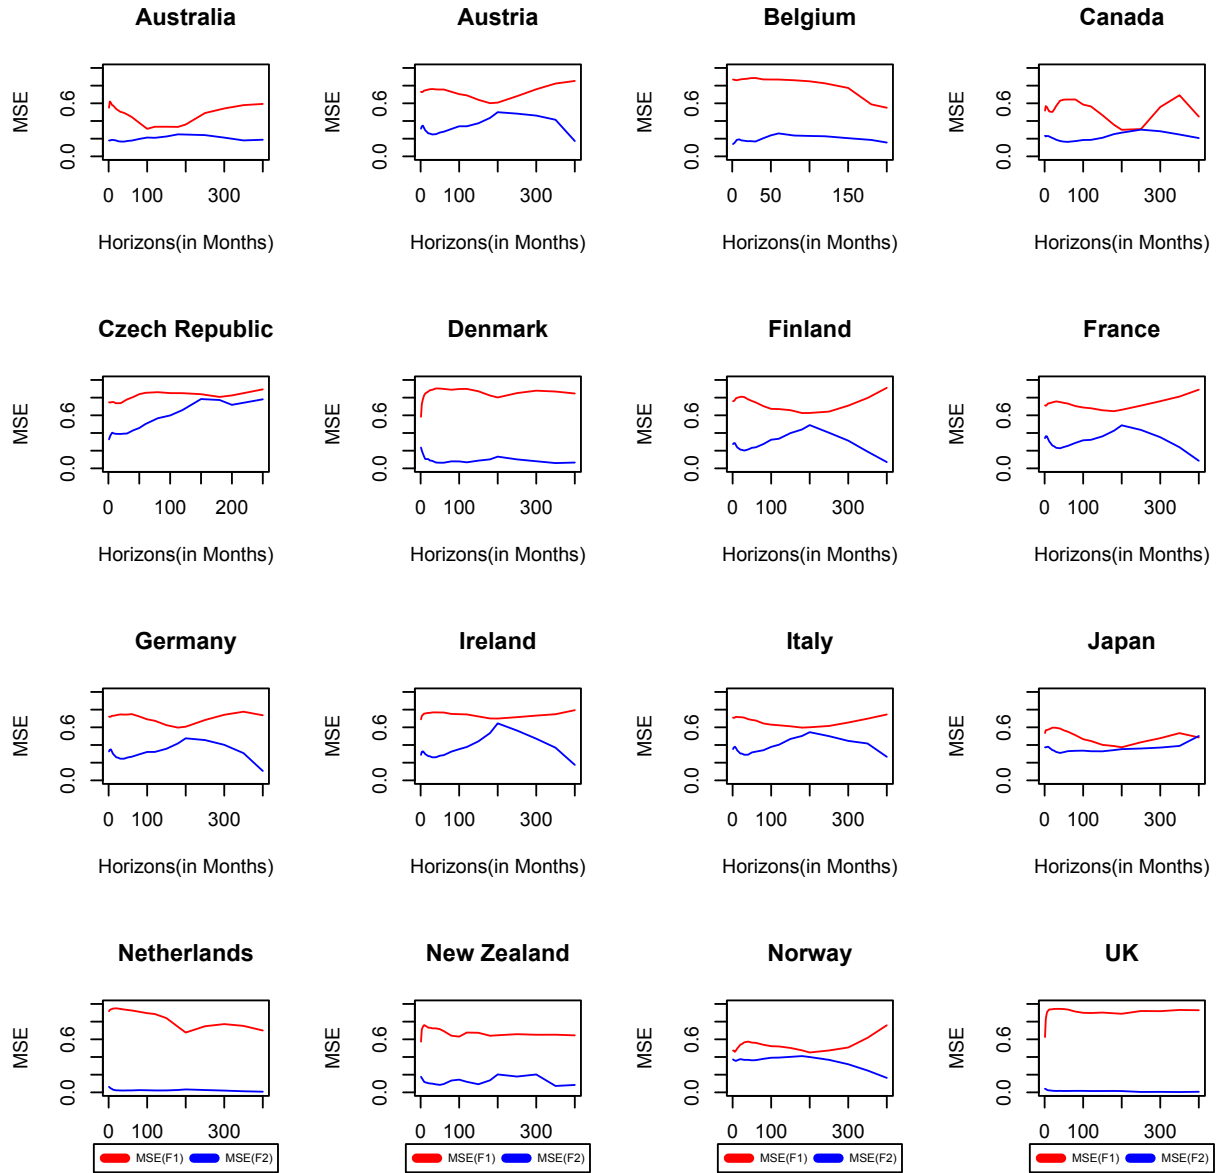 Australia
Austria
Belgium
Canada
MSE
0.0 0.6
0 100 300
Horizons(in Months)
MSE
0.0 0.6
0 100 300
Horizons(in Months)
MSE
0.0 0.6
0 50 150
Horizons(in Months)
MSE
0.0 0.6
0 100 300
Horizons(in Months)
Czech Republic
Denmark
Finland
France
MSE
0.0 0.6
0 100 200
Horizons(in Months)
MSE
0.0 0.6
0 100 300
Horizons(in Months)
MSE
0.0 0.6
0 100 300
Horizons(in Months)
MSE
0.0 0.6
0 100 300
Horizons(in Months)
Germany
Ireland
Italy
Japan
MSE
0.0 0.6
0 100 300
Horizons(in Months)
MSE
0.0 0.6
0 100 300
Horizons(in Months)
MSE
0.0 0.6
0 100 300
Horizons(in Months)
MSE
0.0 0.6
0 100 300
Horizons(in Months)
Netherlands
New Zealand
Norway
UK
MSE
0.0 0.6
0 100 300
MSE(F1) MSE(F2)
MSE
0.0 0.6
0 100 300
MSE(F1) MSE(F2)
MSE
0.0 0.6
0 100 300
MSE(F1) MSE(F2)
MSE
0.0 0.6
0 100 300
MSE(F1) MSE(F2)